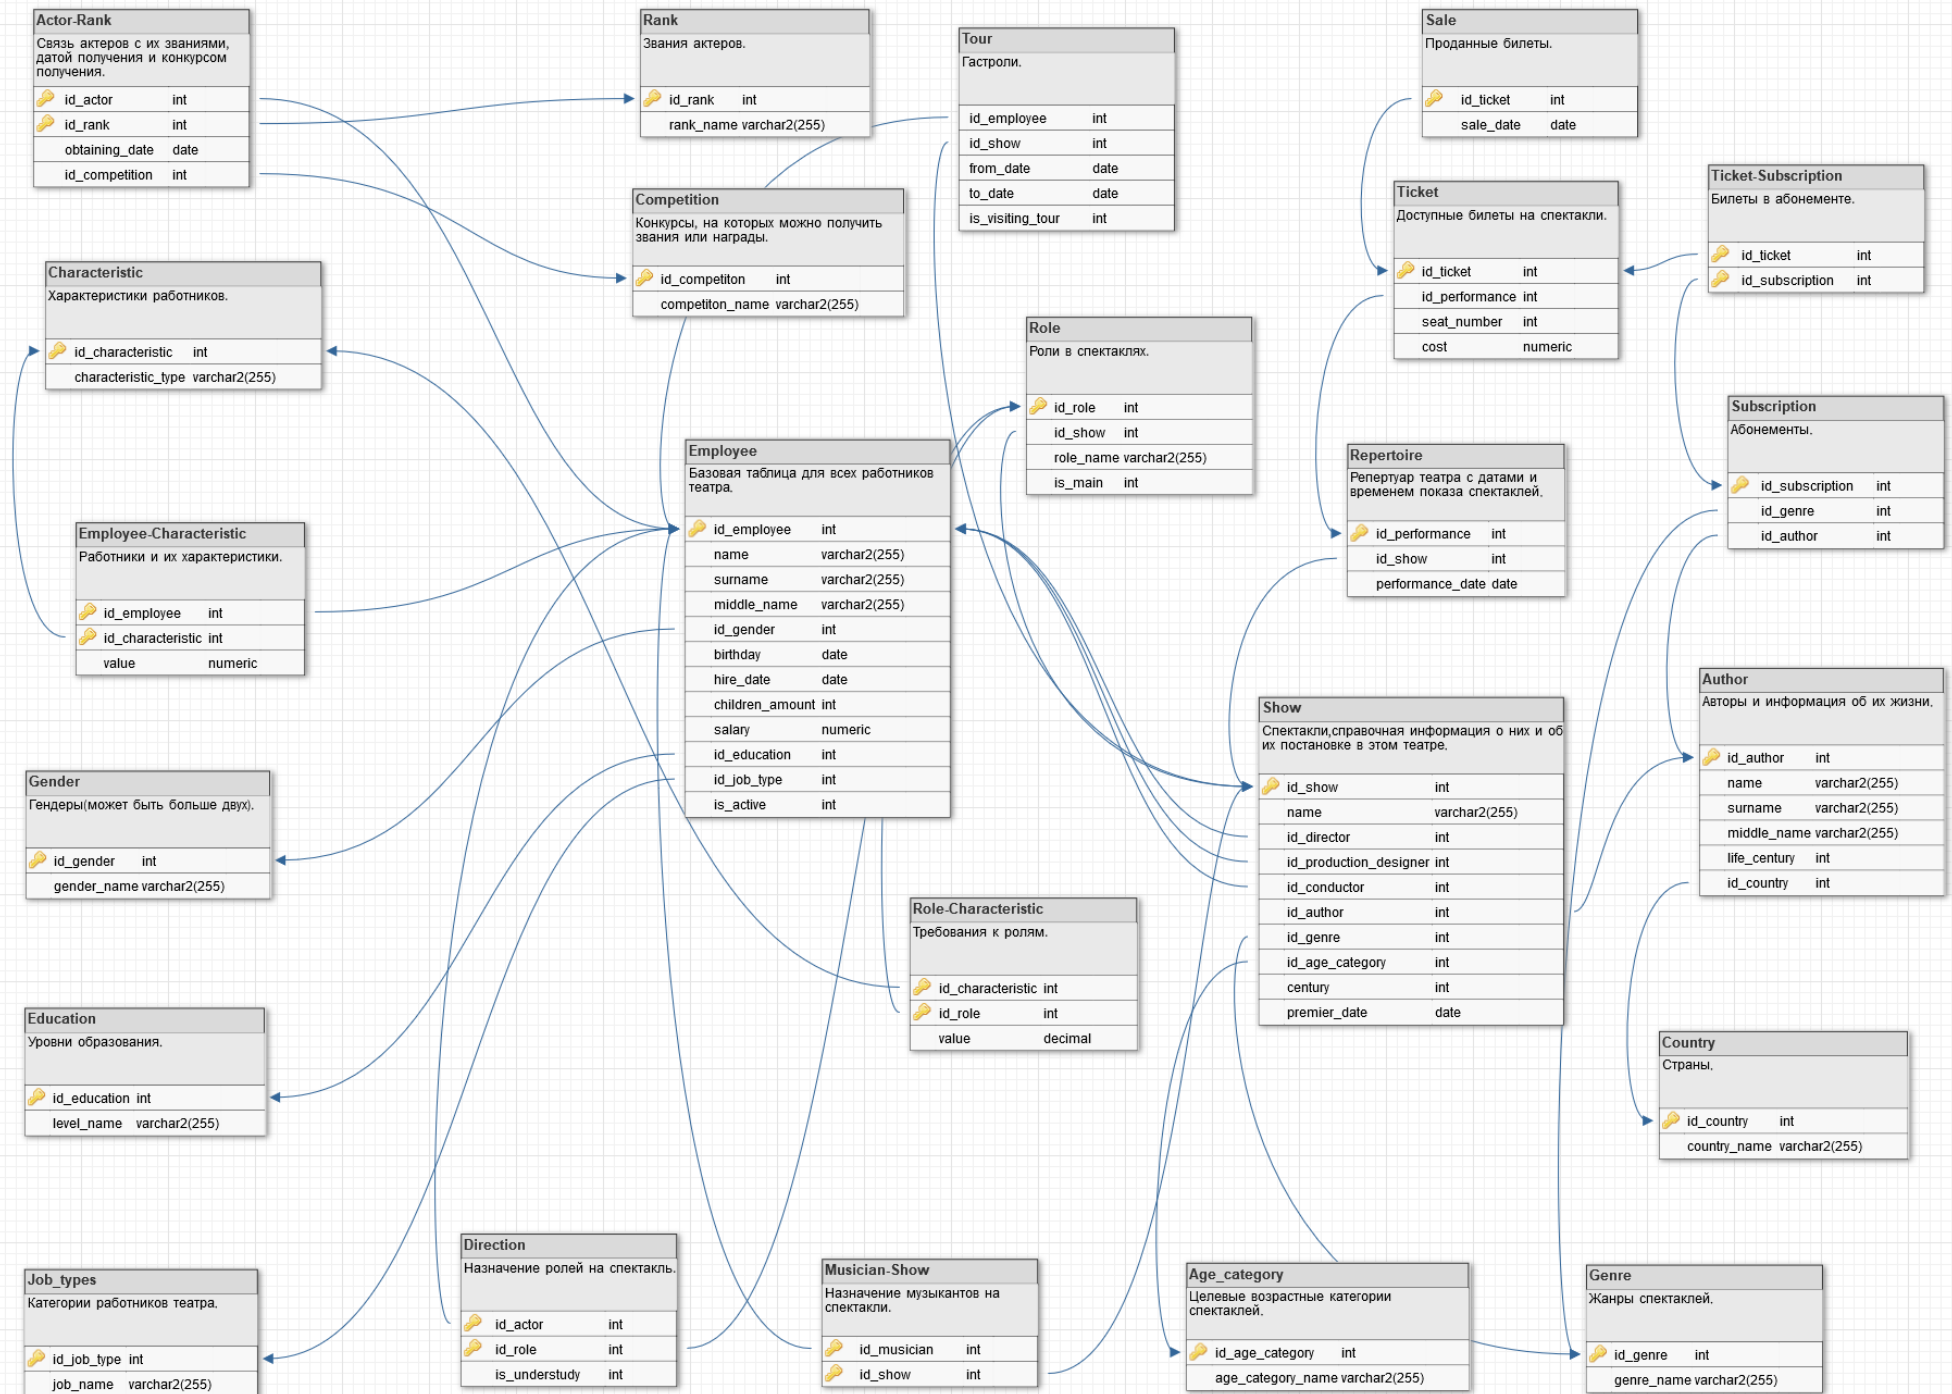 Actor-Rank
Связь актеров с их званиями,
датой получения и конкурсом
получения.
id_actor int
id_rank int
obtaining_date date
id_competition int
Rank
Звания актеров.
id_rank int
rank_name varchar2(255)
Tour
Гастроли.
id_employee int
id_show int
from_date date
to_date date
is_visiting_tour int
Sale
Проданные билеты.
id_ticket int
sale_date date
Ticket-Subscription
Билеты в абонементе.
id_ticket int
id_subscription int
Ticket
Доступные билеты на спектакли.
id_ticket int
id_performance int
seat_number int
cost numeric
Competition
Конкурсы, на которых можно получить
звания или награды.
id_competiton int
competiton_name varchar2(255)
Characteristic
Характеристики работников.
id_characteristic int
characteristic_type varchar2(255)
Role
Роли в спектаклях.
id_role int
id_show int
role_name varchar2(255)
is_main int
Subscription
Абонементы.
id_subscription int
id_genre int
id_author int
Employee
Базовая таблица для всех работников
театра.
id_employee int
name varchar2(255)
surname varchar2(255)
middle_name varchar2(255)
id_gender int
birthday date
hire_date date
children_amount int
salary numeric
id_education int
id_job_type int
is_active int
Repertoire
Репертуар театра с датами и
временем показа спектаклей.
id_performance int
id_show int
performance_date date
Employee-Characteristic
Работники и их характеристики.
id_employee int
id_characteristic int
value numeric
Author
Авторы и информация об их жизни.
id_author int
name varchar2(255)
surname varchar2(255)
middle_name varchar2(255)
life_century int
id_country int
Show
Спектакли,справочная информация о них и об
их постановке в этом театре.
id_show int
name varchar2(255)
id_director int
id_production_designer int
id_conductor int
id_author int
id_genre int
id_age_category int
century int
premier_date date
Gender
Гендеры(может быть больше двух).
id_gender int
gender_name varchar2(255)
Role-Characteristic
Требования к ролям.
id_characteristic int
id_role int
value decimal
Education
Уровни образования.
id_education int
level_name varchar2(255)
Country
Страны.
id_country int
country_name varchar2(255)
Direction
Назначение ролей на спектакль.
id_actor int
id_role int
is_understudy int
Musician-Show
Назначение музыкантов на
спектакли.
id_musician int
id_show int
Age_category
Целевые возрастные категории
спектаклей.
id_age_category int
age_category_name varchar2(255)
Genre
Жанры спектаклей.
id_genre int
genre_name varchar2(255)
Job_types
Категории работников театра.
id_job_type int
job_name varchar2(255)